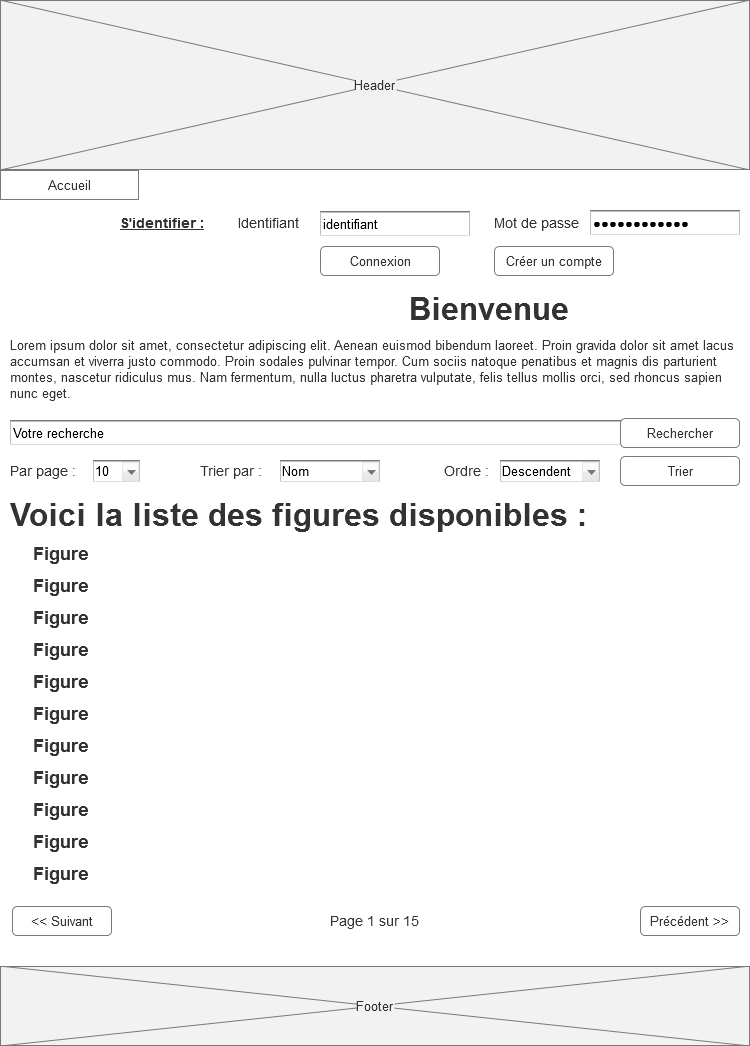 Header
Accueil
S'identifier : Identifiant identifiant Mot de passe ●●●●●●●●●●●●
Connexion Créer un compte
Bienvenue
Lorem ipsum dolor sit amet, consectetur adipiscing elit. Aenean euismod bibendum laoreet. Proin gravida dolor sit amet lacus
accumsan et viverra justo commodo. Proin sodales pulvinar tempor. Cum sociis natoque penatibus et magnis dis parturient
montes, nascetur ridiculus mus. Nam fermentum, nulla luctus pharetra vulputate, felis tellus mollis orci, sed rhoncus sapien
nunc eget.
Votre recherche Rechercher
Par page : 10 Trier par : Nom Ordre : Descendent Trier
Voici la liste des figures disponibles :
Figure
Figure
Figure
Figure
Figure
Figure
Figure
Figure
Figure
Figure
Figure
<< Suivant Page 1 sur 15 Précédent >>
Footer